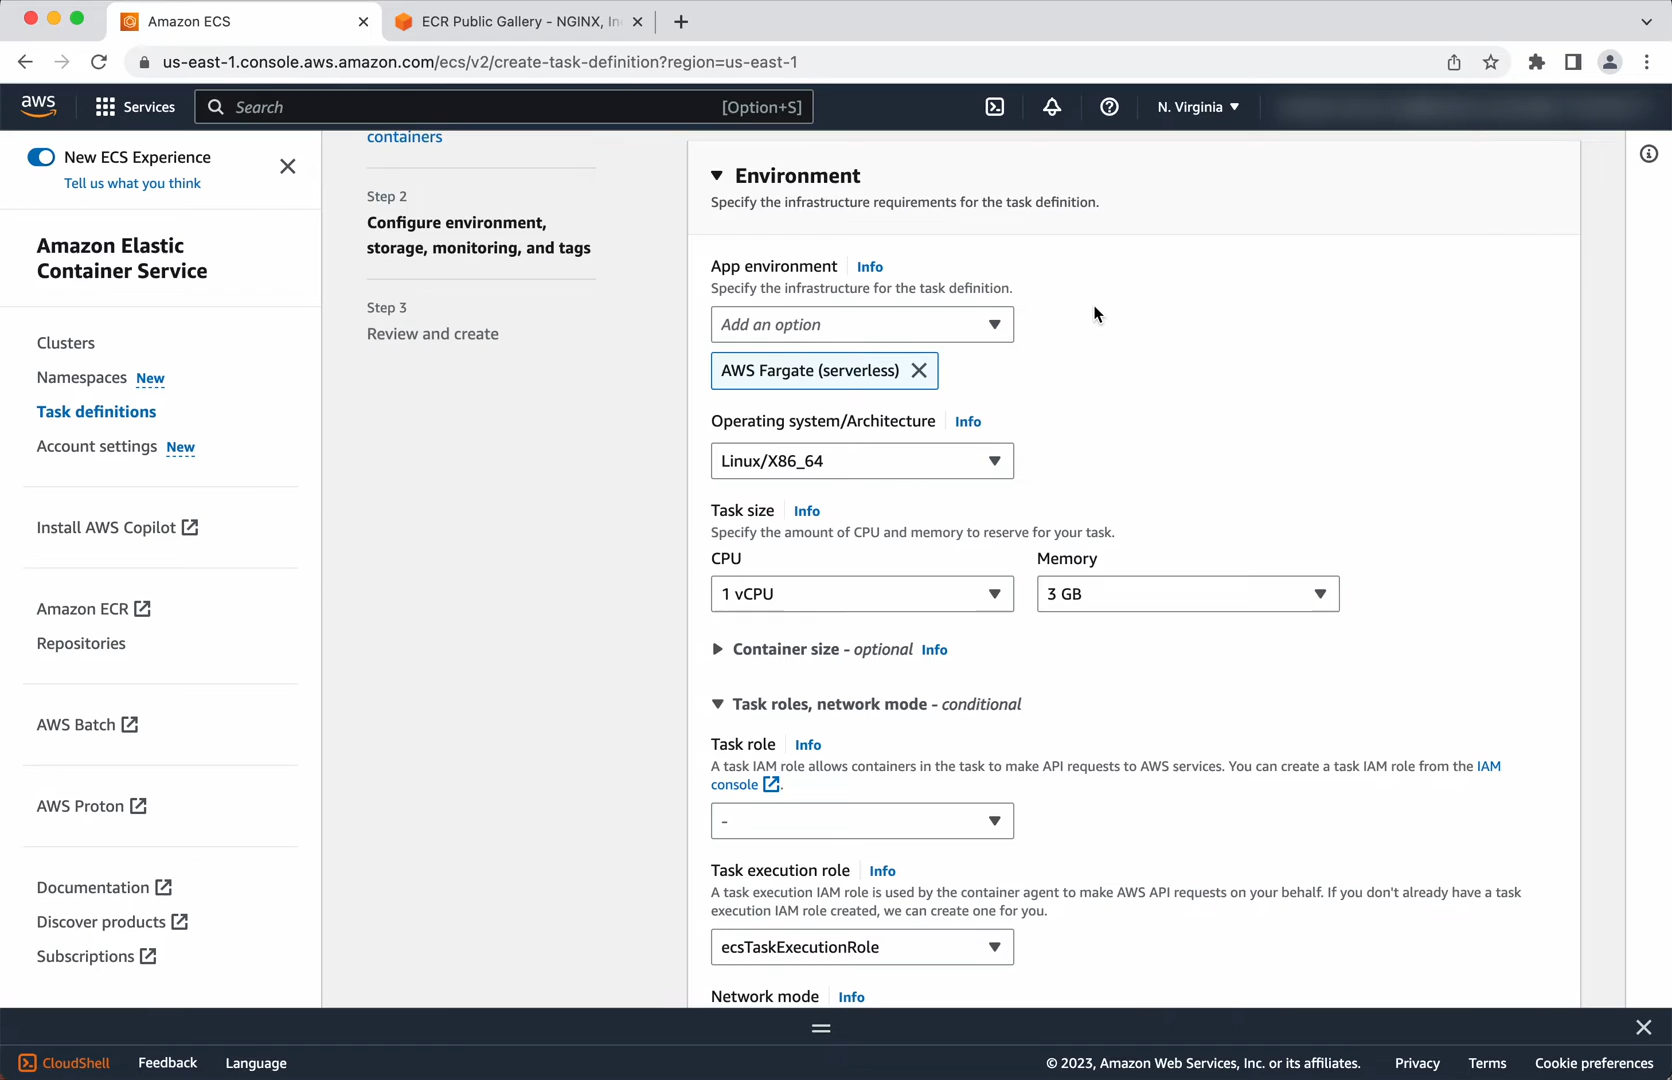 Amazon ECS
ECR Public Gallery - NGINX, In
us-east-1.console.aws.amazon.com/ecs/v2/create-task-definition?region=us-east-1
aws
Services
Search
[Option+S]
N. Virginia
New ECS Experience
Tell us what you think
Amazon Elastic
Container Service
Clusters
Namespaces New
Task definitions
Account settings New
Install AWS Copilot
Amazon ECR
Repositories
AWS Batch
AWS Proton
Documentation
Discover products
Subscriptions
containers
Step 2
Configure environment,
storage, monitoring, and tags
Step 3
Review and create
Environment
Specify the infrastructure requirements for the task definition.
App environment Info
Specify the infrastructure for the task definition.
Add an option
AWS Fargate (serverless)
Operating system/Architecture Info
Linux/X86_64
Task size Info
Specify the amount of CPU and memory to reserve for your task.
CPU Memory
1 vCPU 3 GB
Container size - optional Info
Task roles, network mode - conditional
Task role Info
A task IAM role allows containers in the task to make API requests to AWS services. You can create a task IAM role from the IAM
console.
-
Task execution role Info
A task execution IAM role is used by the container agent to make AWS API requests on your behalf. If you don't already have a task
execution IAM role created, we can create one for you.
ecsTaskExecutionRole
Network mode Info
CloudShell Feedback Language © 2023, Amazon Web Services, Inc. or its affiliates. Privacy Terms Cookie preferences